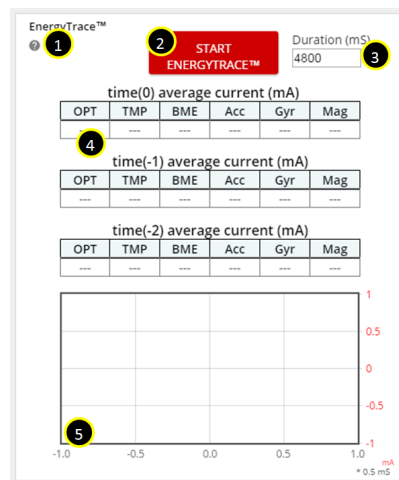 EnergyTrace™
1
2
START
ENERGYTRACE™
Duration (mS)
4800
3
time(0) average current (mA)
OPT TMP BME Acc Gyr Mag
--- --- --- --- --- ---
4
time(-1) average current (mA)
OPT TMP BME Acc Gyr Mag
--- --- --- --- --- ---
time(-2) average current (mA)
OPT TMP BME Acc Gyr Mag
--- --- --- --- --- ---
1
0.5
0
-0.5
-1
5
-1.0 -0.5 0.0 0.5 1.0
mA
* 0.5 mS